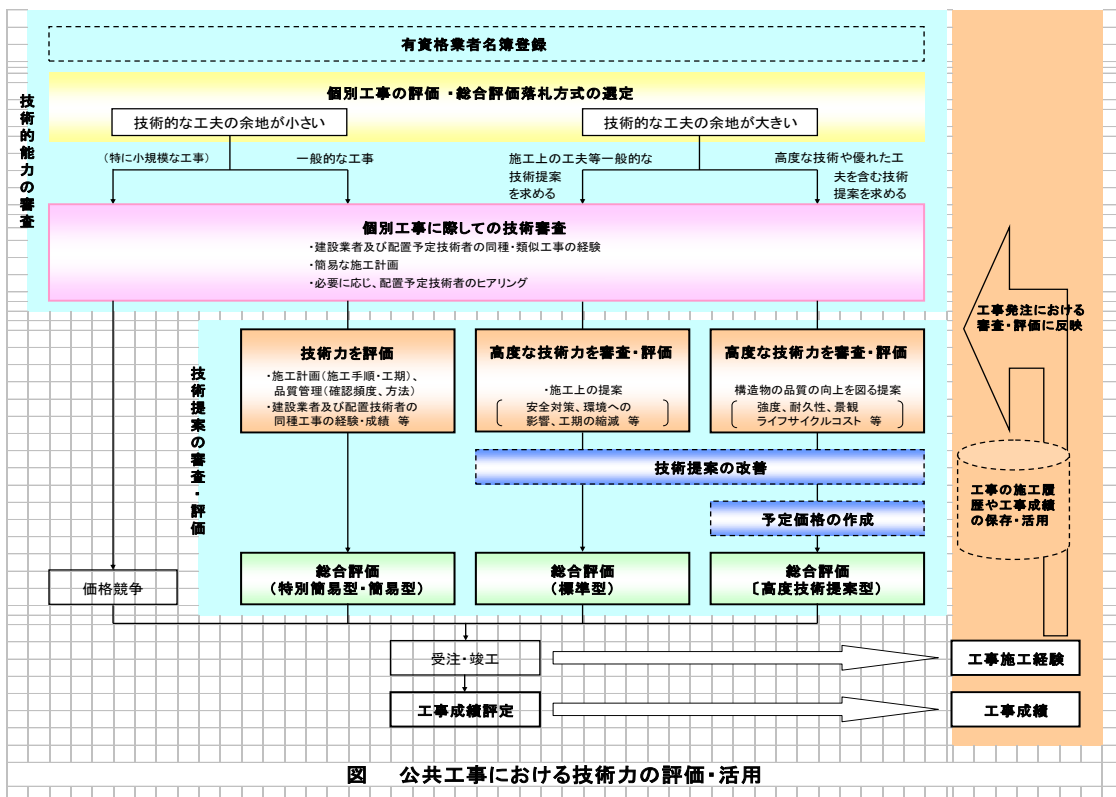 有資格業者名簿登録
技術的能力の審査
個別工事の評価・総合評価落札方式の選定
技術的な工夫の余地が小さい
技術的な工夫の余地が大きい
(特に小規模な工事)
一般的な工事
施工上の工夫等一般的な
技術提案
を求める
高度な技術や優れた工
夫を含む技術
提案を求める
個別工事に際しての技術審査
・建設業者及び配置予定技術者の同種・類似工事の経験
・簡易な施工計画
・必要に応じ、配置予定技術者のヒアリング
技術提案の審査・評価
技術力を評価
・施工計画(施工手順・工期)、
品質管理(確認頻度、方法)
・建設業者及び配置技術者の
同種工事の経験・成績 等
高度な技術力を審査・評価
・施工上の提案
安全対策、環境への
影響、工期の縮減 等
高度な技術力を審査・評価
構造物の品質の向上を図る提案
強度、耐久性、景観
ライフサイクルコスト 等
技術提案の改善
予定価格の作成
価格競争
総合評価
(特別簡易型・簡易型)
総合評価
(標準型)
総合評価
〔高度技術提案型)
受注・竣工
工事成績評定
工事発注における
審査・評価に反映
工事の施工履
歴や工事成績
の保存・活用
工事施工経験
工事成績
図 公共工事における技術力の評価・活用